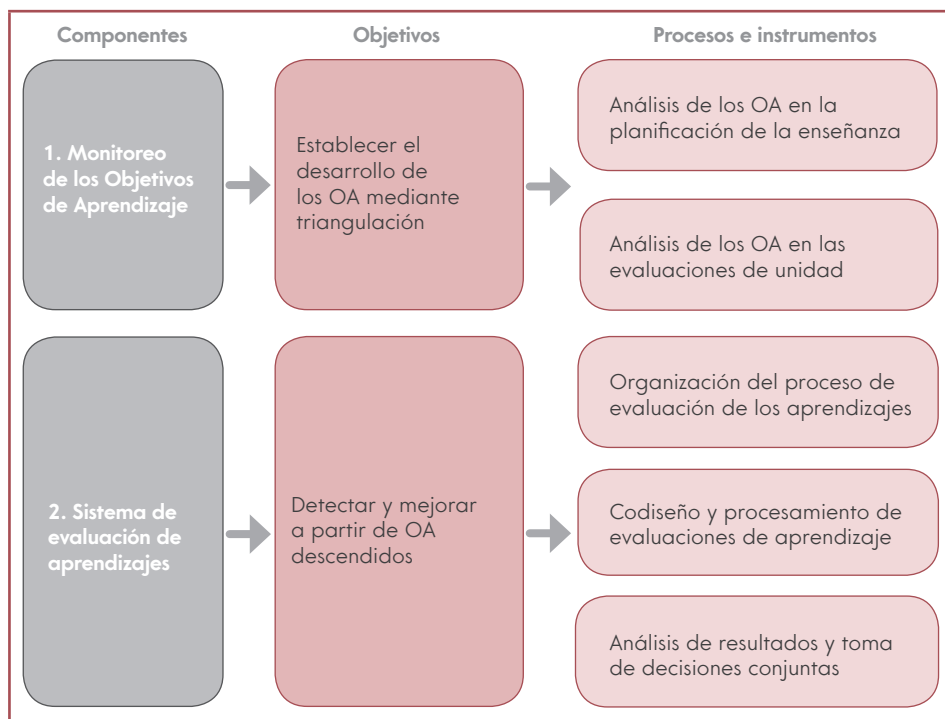 Componentes
Objetivos
Procesos e instrumentos
1. Monitoreo
de los Objetivos
de Aprendizaje
Establecer el
desarrollo de
los OA mediante
triangulación
Análisis de los OA en la
planificación de la enseñanza
Análisis de los OA en las
evaluaciones de unidad
2. Sistema de
evaluación de
aprendizajes
Detectar y mejorar
a partir de OA
descendidos
Organización del proceso de
evaluación de los aprendizajes
Codiseño y procesamiento de
evaluaciones de aprendizaje
Análisis de resultados y toma
de decisiones conjuntas